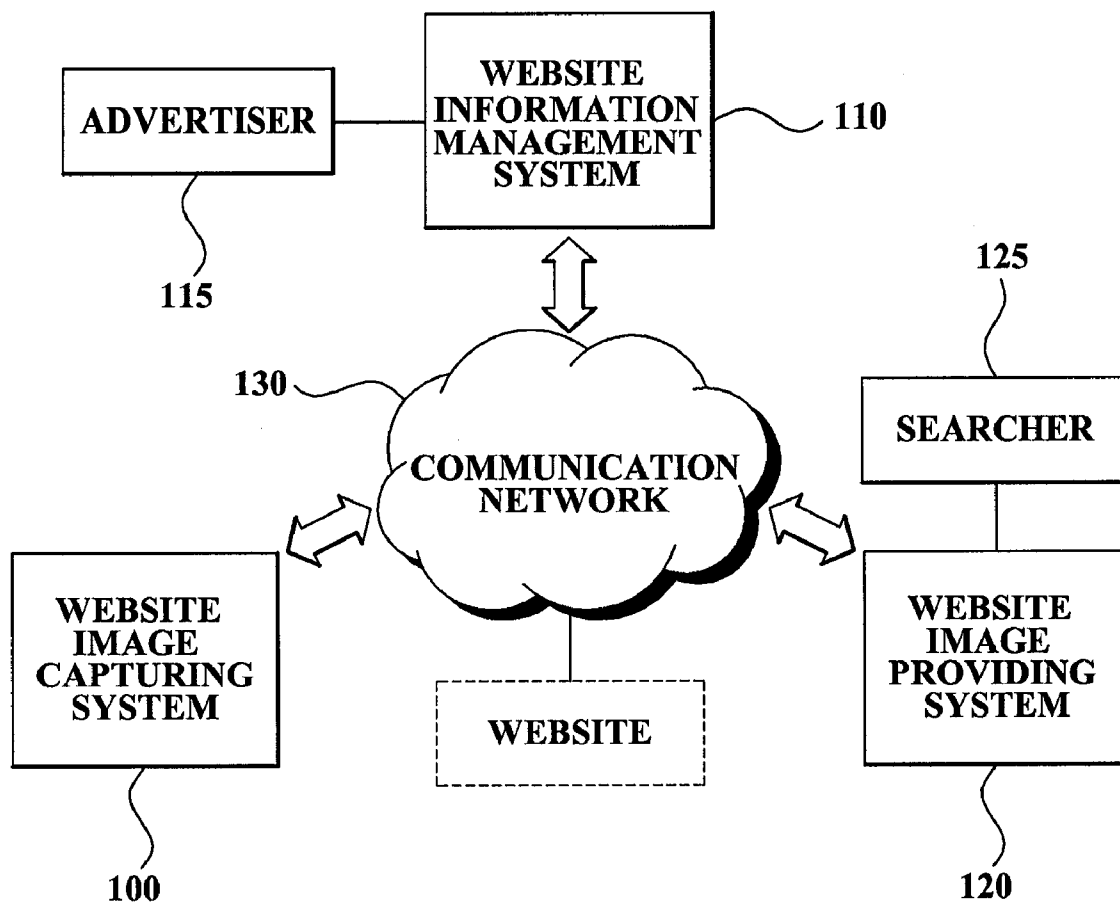 WEBSITE
INFORMATION
MANAGEMENT
SYSTEM
110
ADVERTISER
115
125
130
SEARCHER
COMMUNICATION
NETWORK
WEBSITE
IMAGE
CAPTURING
SYSTEM
WEBSITE
IMAGE
PROVIDING
SYSTEM
WEBSITE
100
120